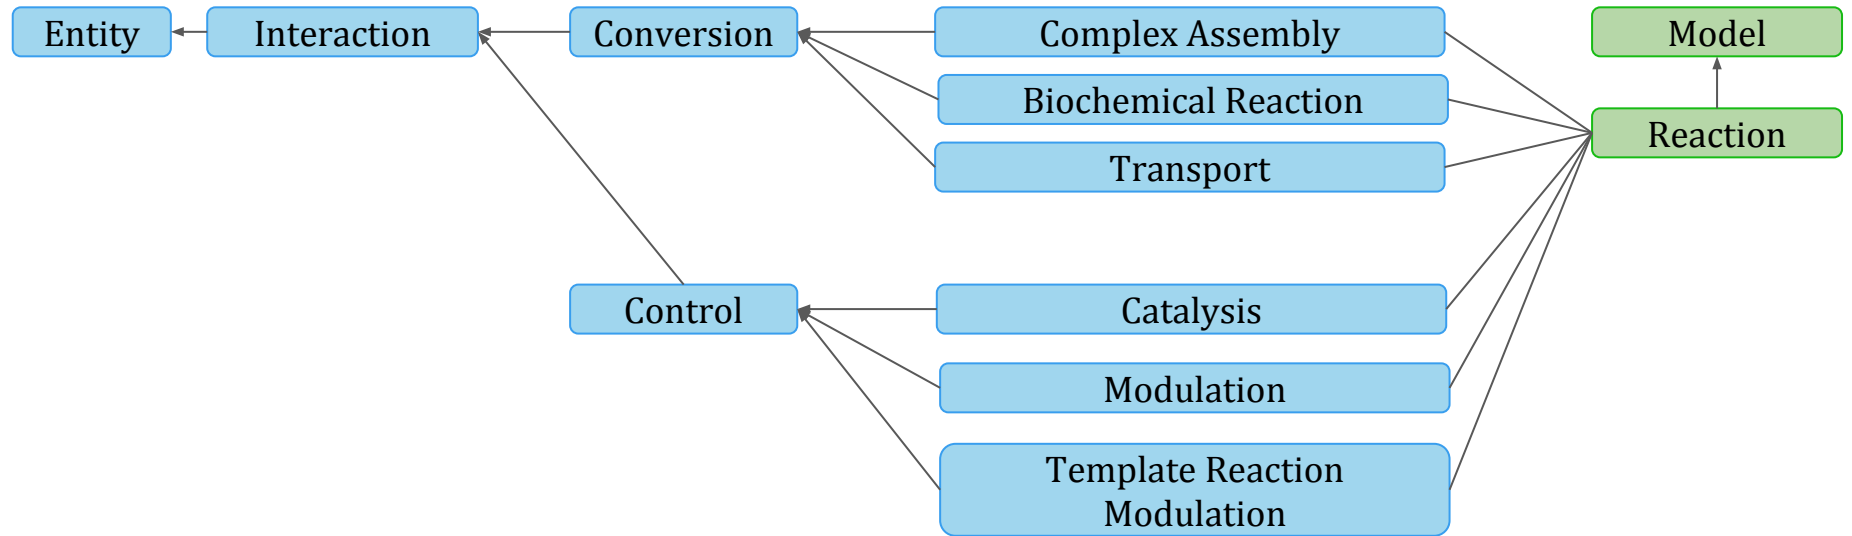 Entity
Interaction
Conversion
Complex Assembly
Model
Biochemical Reaction
Reaction
Transport
Control
Catalysis
Modulation
Template Reaction
Modulation